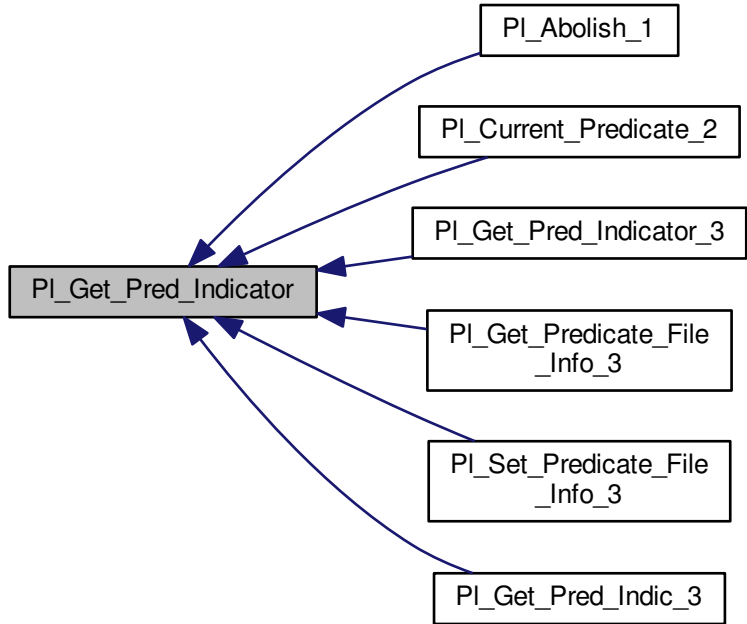 Pl_Abolish_1
Pl_Current_Predicate_2
Pl_Get_Pred_Indicator_3
Pl_Get_Pred_Indicator
Pl_Get_Predicate_File
_Info_3
Pl_Set_Predicate_File
_Info_3
Pl_Get_Pred_Indic_3